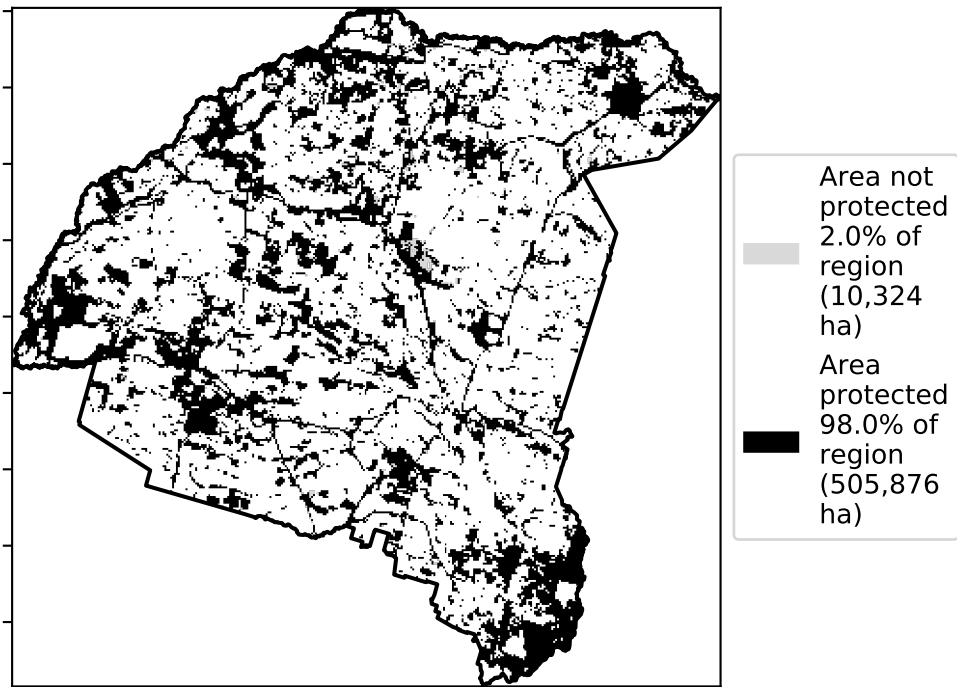 Area not
protected
2.0% of
region
(10,324
ha)
Area
protected
98.0% of
region
(505,876
ha)